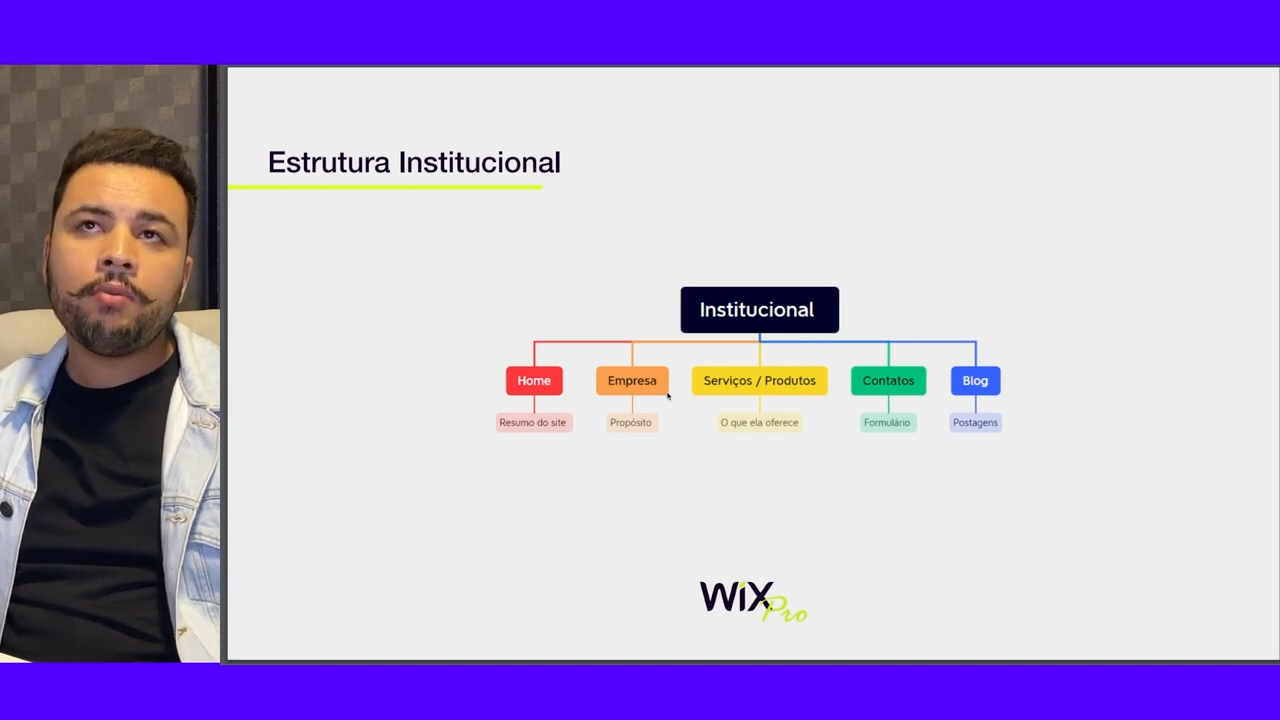 Estrutura Institucional
Institucional
Home
Empresa
Serviços / Produtos
Contatos
Blog
Resumo do site
Propósito
O que ela oferece
Formulário
Postagens
WiX
Pro